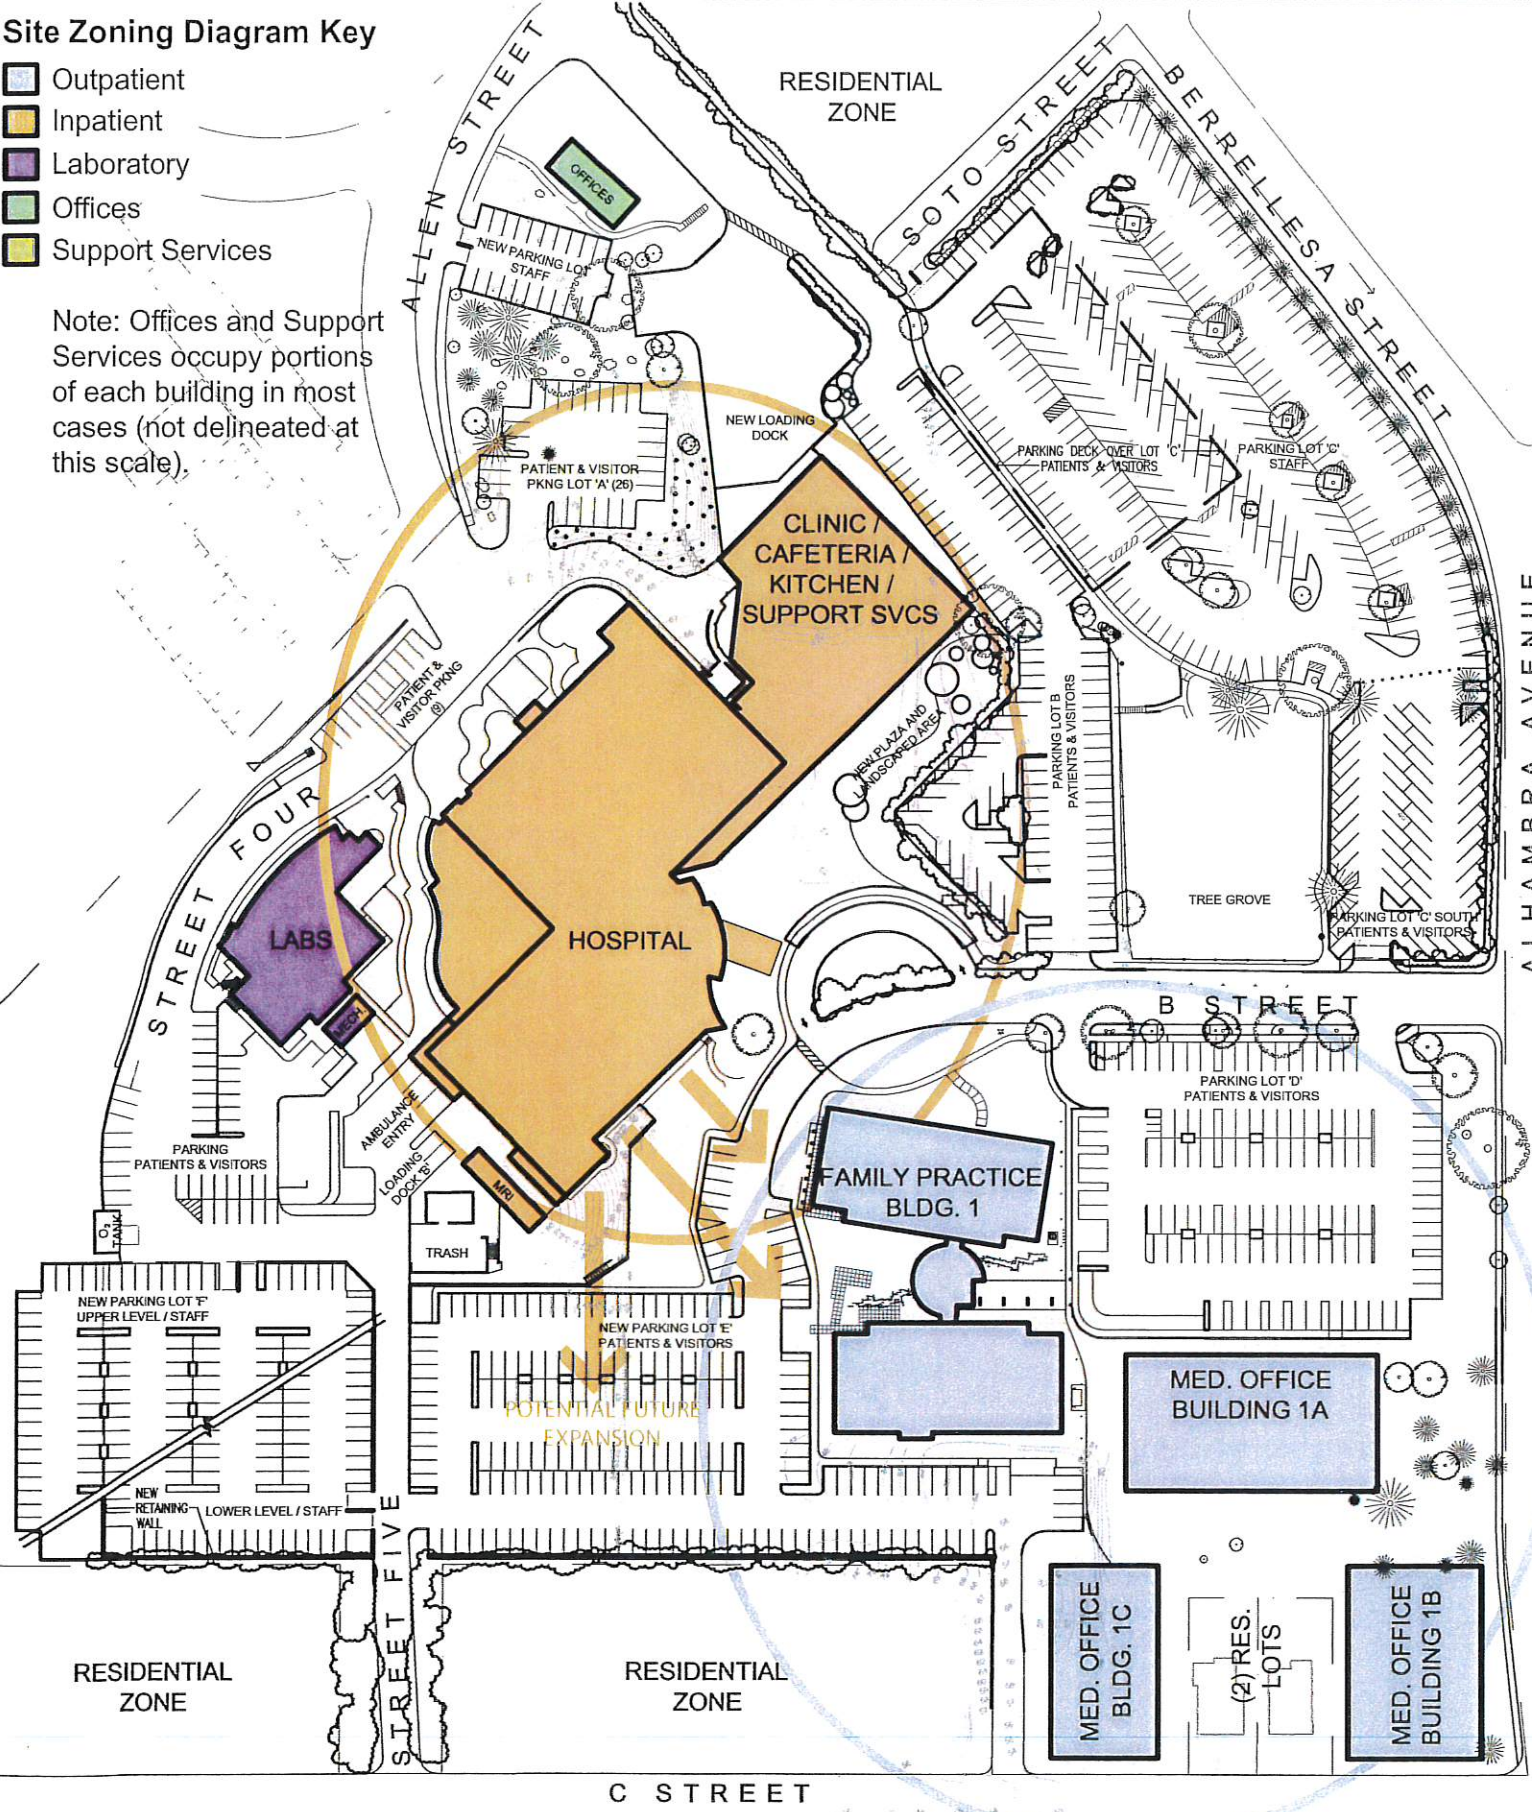 Site Zoning Diagram Key
Outpatient
Inpatient
Laboratory
Offices
Support Services
Note: Offices and Support
Services occupy portions
of each building in most
cases (not delineated at
this scale).
RESIDENTIAL
ZONE
ALLEN STREET
SOTO STREET
BERRELLESA STREET
OFFICES
NEW PARKING LOT
STAFF
NEW LOADING
DOCK
PATIENT & VISITOR
PKNG LOT 'A' (26)
PARKING DECK OVER LOT 'C'
PATIENTS & VISITORS
PARKING LOT 'C'
STAFF
CLINIC /
CAFETERIA /
KITCHEN /
SUPPORT SVCS
PATIENT &
VISITOR PKNG
(9)
NEW PLAZA AND
LANDSCAPED AREA
PARKING LOT B
PATIENTS & VISITORS
ALHAMBRA AVENUE
STREET FOUR
LABS
HOSPITAL
TREE GROVE
PARKING LOT 'C' SOUTH
PATIENTS & VISITORS
MECH.
B STREET
AMBULANCE
ENTRY
LOADING
DOCK 'B'
PARKING
PATIENTS & VISITORS
MRI
PARKING LOT 'D'
PATIENTS & VISITORS
FAMILY PRACTICE
BLDG. 1
O2
TANK
TRASH
NEW PARKING LOT 'F'
UPPER LEVEL / STAFF
NEW PARKING LOT 'E'
PATIENTS & VISITORS
POTENTIAL FUTURE
EXPANSION
MED. OFFICE
BUILDING 1A
NEW
RETAINING
WALL
LOWER LEVEL / STAFF
STREET FIVE
RESIDENTIAL
ZONE
RESIDENTIAL
ZONE
MED. OFFICE
BLDG. 1C
(2) RES.
LOTS
MED. OFFICE
BUILDING 1B
C STREET